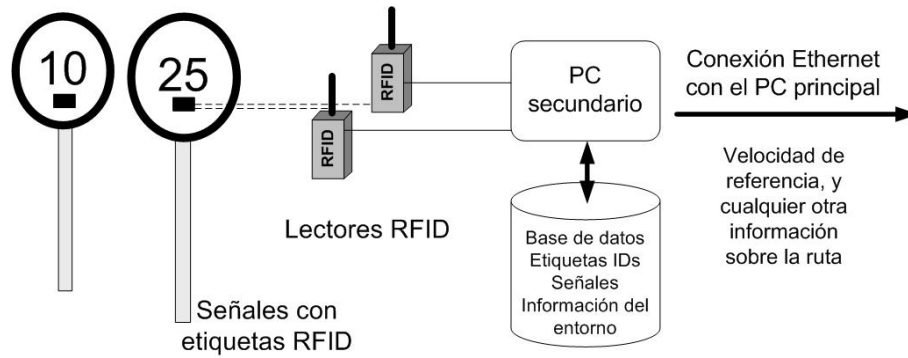 10
25
Señales con
etiquetas RFID
RFID
RFID
Lectores RFID
PC
secundario
Base de datos
Etiquetas IDs
Señales
Información del
entorno
Conexión Ethernet
con el PC principal
Velocidad de
referencia, y
cualquier otra
información
sobre la ruta